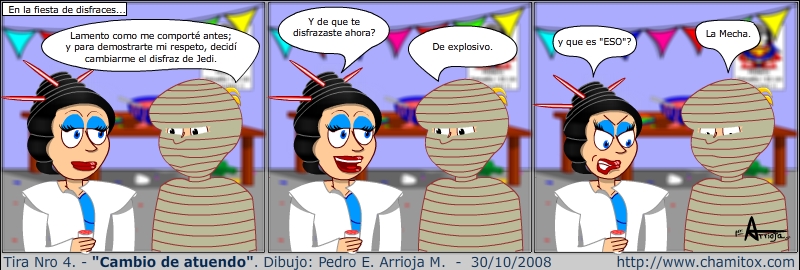 En la fiesta de disfraces...
Lamento como me comporté antes;
y para demostrarte mi respeto, decidí
cambiarme el disfraz de Jedi.
Y de que te
disfrazaste ahora?
De explosivo.
y que es "ESO"?
La Mecha.
Arrioja
Tira Nro 4. - "Cambio de atuendo". Dibujo: Pedro E. Arrioja M. - 30/10/2008 http://www.chamitox.com